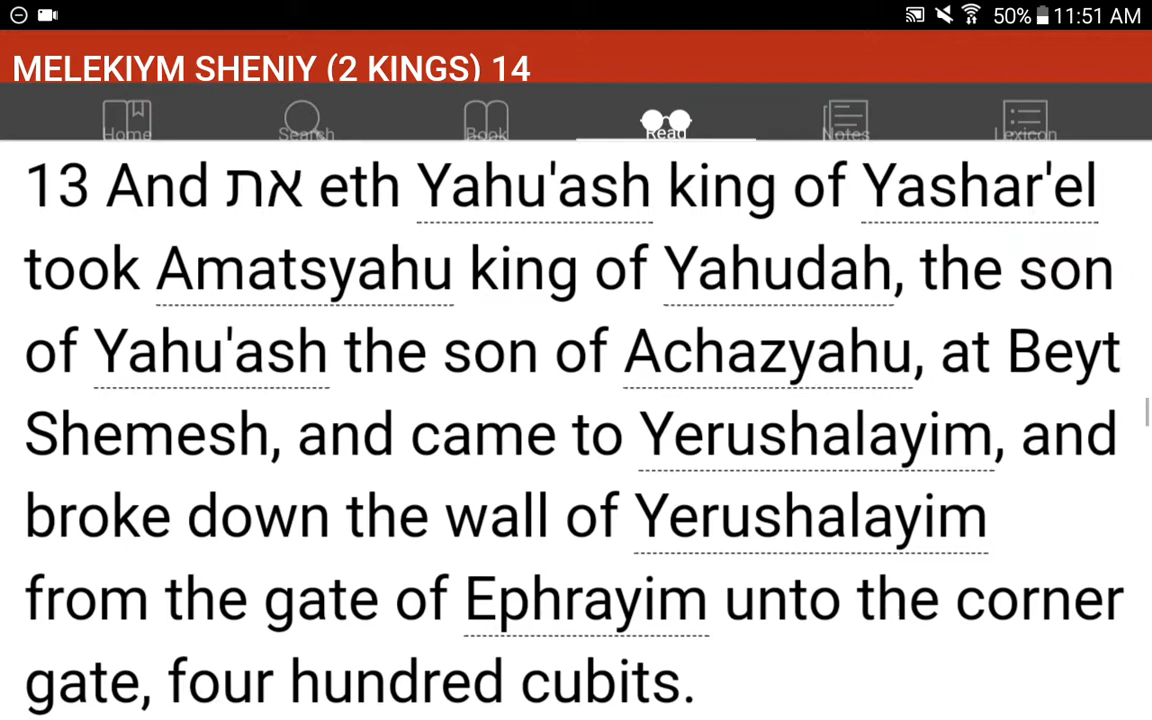 50% 11:51 AM
MELEKIYM SHENIY (2 KINGS) 14
Home Search Book Read Notes Lexicon
13 And את eth Yahu'ash king of Yashar'el
took Amatsyahu king of Yahudah, the son
of Yahu'ash the son of Achazyahu, at Beyt
Shemesh, and came to Yerushalayim, and
broke down the wall of Yerushalayim
from the gate of Ephrayim unto the corner
gate, four hundred cubits.